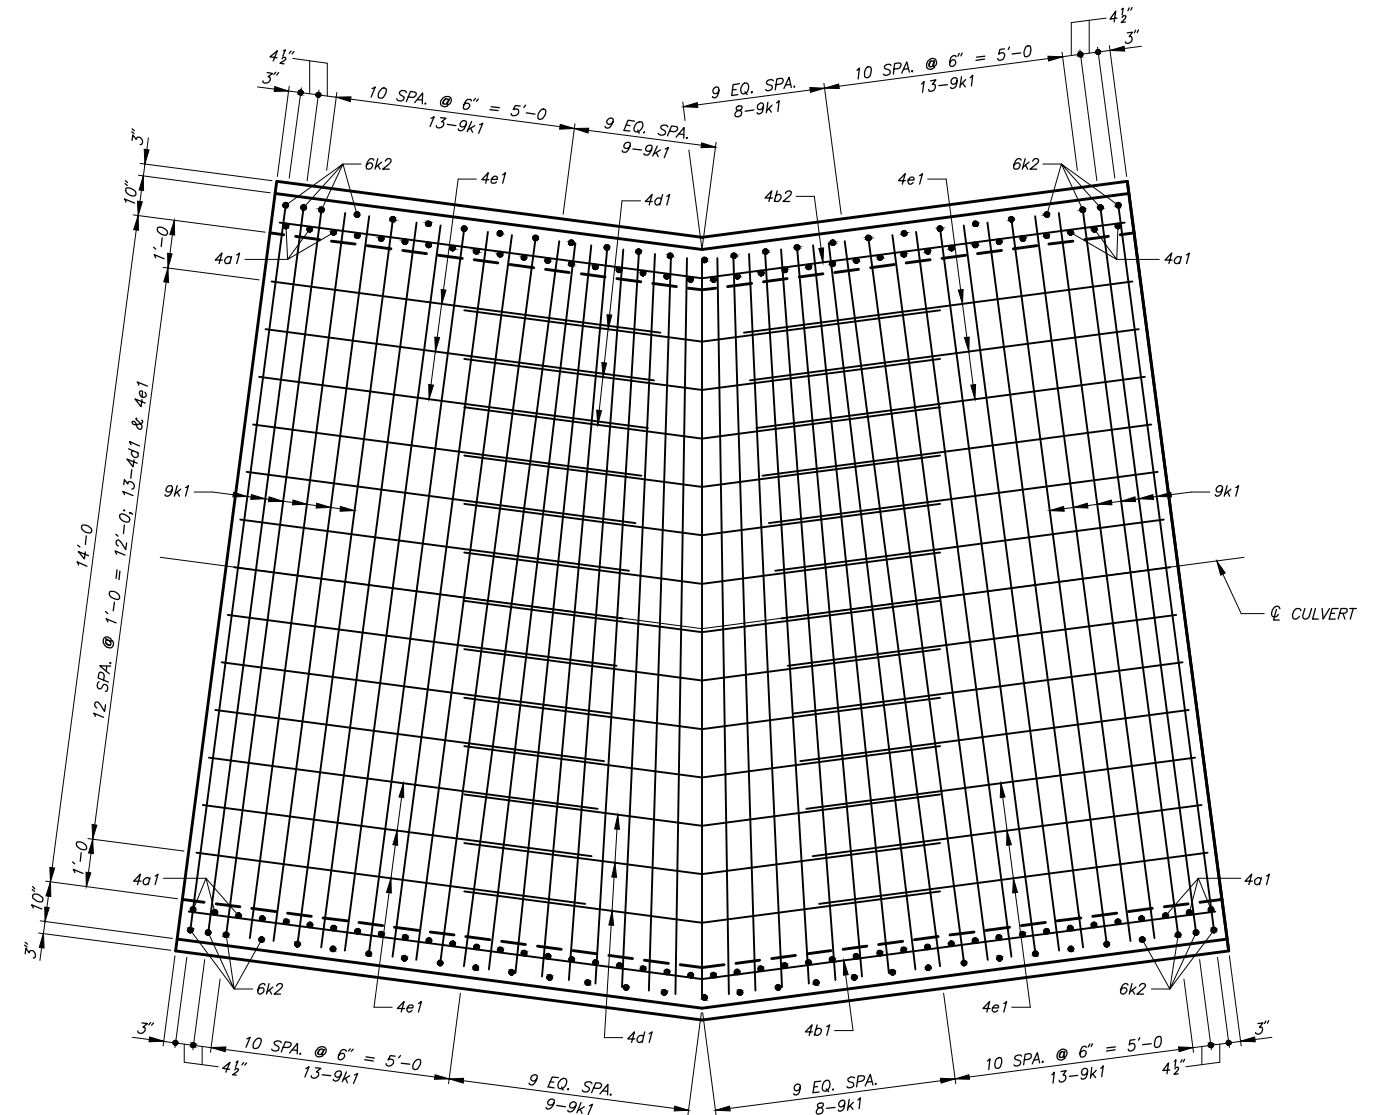 4½"
3"
10 SPA. @ 6" = 5'-0
13-9k1
9 EQ. SPA.
9-9k1
9 EQ. SPA.
8-9k1
10 SPA. @ 6" = 5'-0
13-9k1
4½"
3"
3"
10"
1'-0
6k2
4e1
4d1
4b2
4e1
6k2
4a1
4a1
14'-0
12 SPA. @ 1'-0 = 12'-0; 13-4d1 & 4e1
9k1
9k1
℄ CULVERT
1'-0
10"
3"
4a1
4a1
6k2
4e1
4d1
4b1
4e1
6k2
3"
4½"
10 SPA. @ 6" = 5'-0
13-9k1
9 EQ. SPA.
9-9k1
9 EQ. SPA.
8-9k1
10 SPA. @ 6" = 5'-0
13-9k1
4½"
3"